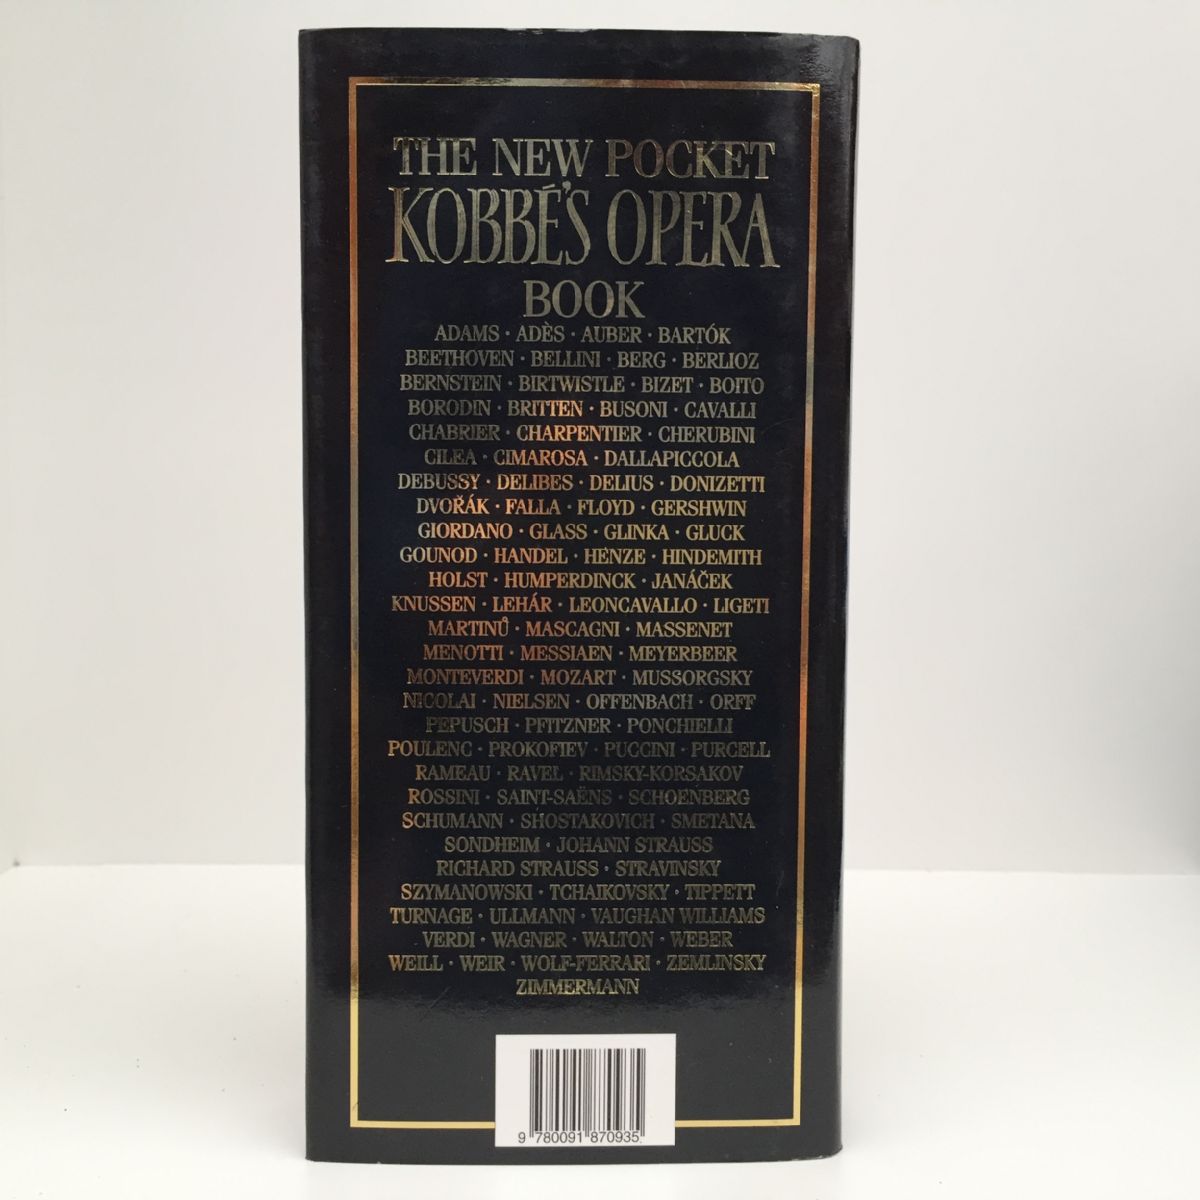 THE NEW POCKET
KOBBÉ'S OPERA
BOOK
ADAMS · ADÈS · AUBER · BARTÓK
BEETHOVEN · BELLINI · BERG · BERLIOZ
BERNSTEIN · BIRTWISTLE · BIZET · BOITO
BORODIN · BRITTEN · BUSONI · CAVALLI
CHABRIER · CHARPENTIER · CHERUBINI
CILEA · CIMAROSA · DALLAPICCOLA
DEBUSSY · DELIBES · DELIUS · DONIZETTI
DVOŘÁK · FALLA · FLOYD · GERSHWIN
GIORDANO · GLASS · GLINKA · GLUCK
GOUNOD · HANDEL · HENZE · HINDEMITH
HOLST · HUMPERDINCK · JANÁČEK
KNUSSEN · LEHÁR · LEONCAVALLO · LIGETI
MARTINŮ · MASCAGNI · MASSENET
MENOTTI · MESSIAEN · MEYERBEER
MONTEVERDI · MOZART · MUSSORGSKY
NICOLAI · NIELSEN · OFFENBACH · ORFF
PEPUSCH · PFITZNER · PONCHIELLI
POULENC · PROKOFIEV · PUCCINI · PURCELL
RAMEAU · RAVEL · RIMSKY-KORSAKOV
ROSSINI · SAINT-SAËNS · SCHOENBERG
SCHUMANN · SHOSTAKOVICH · SMETANA
SONDHEIM · JOHANN STRAUSS
RICHARD STRAUSS · STRAVINSKY
SZYMANOWSKI · TCHAIKOVSKY · TIPPETT
TURNAGE · ULLMANN · VAUGHAN WILLIAMS
VERDI · WAGNER · WALTON · WEBER
WEILL · WEIR · WOLF-FERRARI · ZEMLINSKY
ZIMMERMANN
9 780091 870935